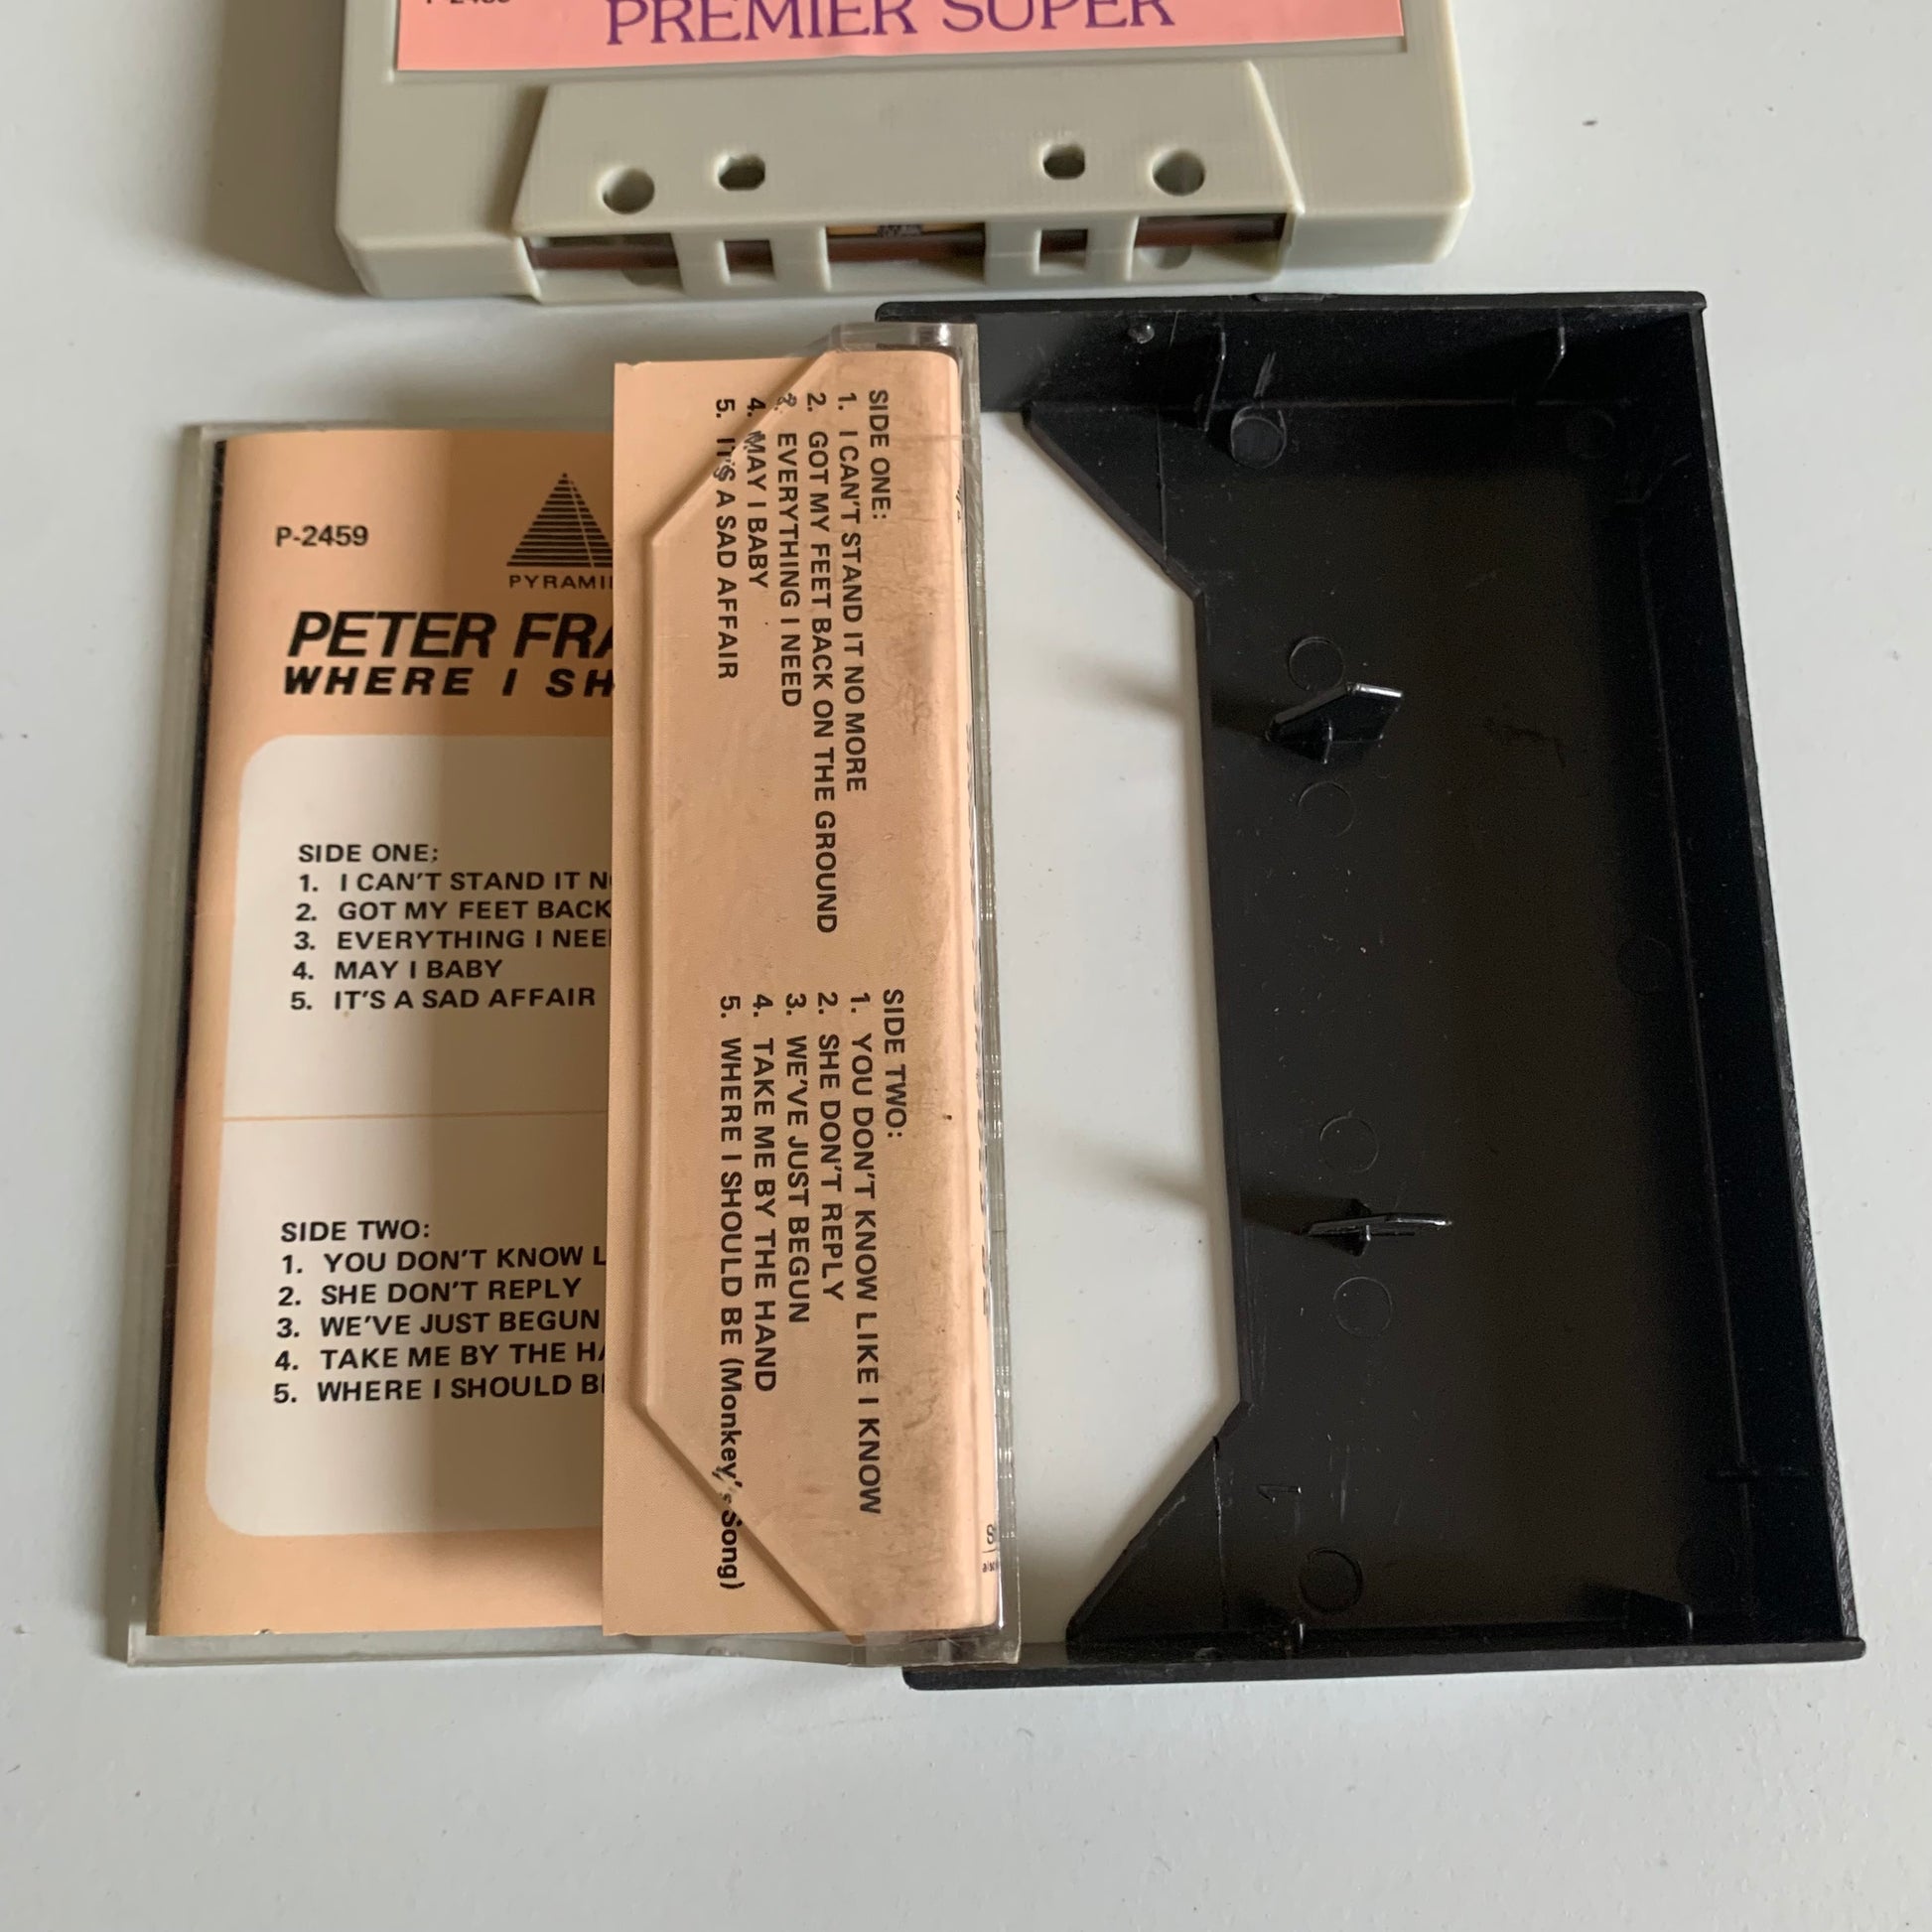 PREMIER SUPER
P-2459
PYRAMI
PETER FRA
WHERE I SH
SIDE ONE:
1. I CAN'T STAND IT N
2. GOT MY FEET BACK
3. EVERYTHING I NEE
4. MAY I BABY
5. IT'S A SAD AFFAIR
SIDE TWO:
1. YOU DON'T KNOW L
2. SHE DON'T REPLY
3. WE'VE JUST BEGUN
4. TAKE ME BY THE HA
5. WHERE I SHOULD B
SIDE ONE:
1. I CAN'T STAND IT NO MORE
2. GOT MY FEET BACK ON THE GROUND
3. EVERYTHING I NEED
4. MAY I BABY
5. IT'S A SAD AFFAIR
SIDE TWO:
1. YOU DON'T KNOW LIKE I KNOW
2. SHE DON'T REPLY
3. WE'VE JUST BEGUN
4. TAKE ME BY THE HAND
5. WHERE I SHOULD BE (Monkey's Song)